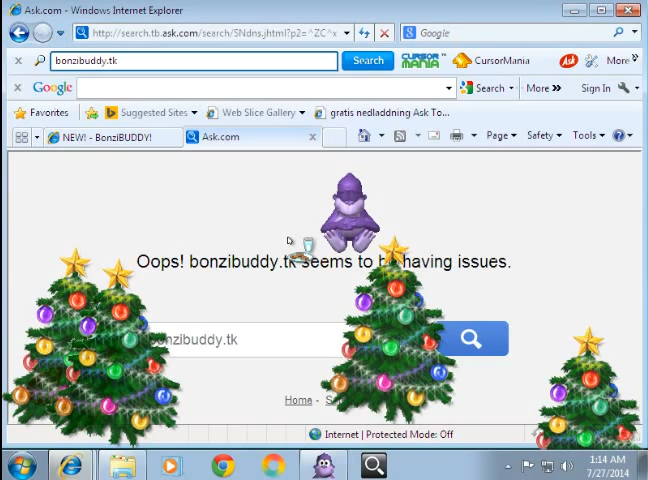 Ask.com - Windows Internet Explorer
http://search.tb.ask.com/search/SNdns.jhtml?p2=^ZC^x
Google
bonzibuddy.tk
Search
CURSOR MANIA
CursorMania
Ask
More
Google
Search
More »
Sign In
Favorites
Suggested Sites
Web Slice Gallery
gratis nedladdning Ask To...
NEW! - BonziBUDDY!
Ask.com
Page
Safety
Tools
Oops! bonzibuddy.tk seems to be having issues.
bonzibuddy.tk
Home -
Internet | Protected Mode: Off
1:14 AM
7/27/2014